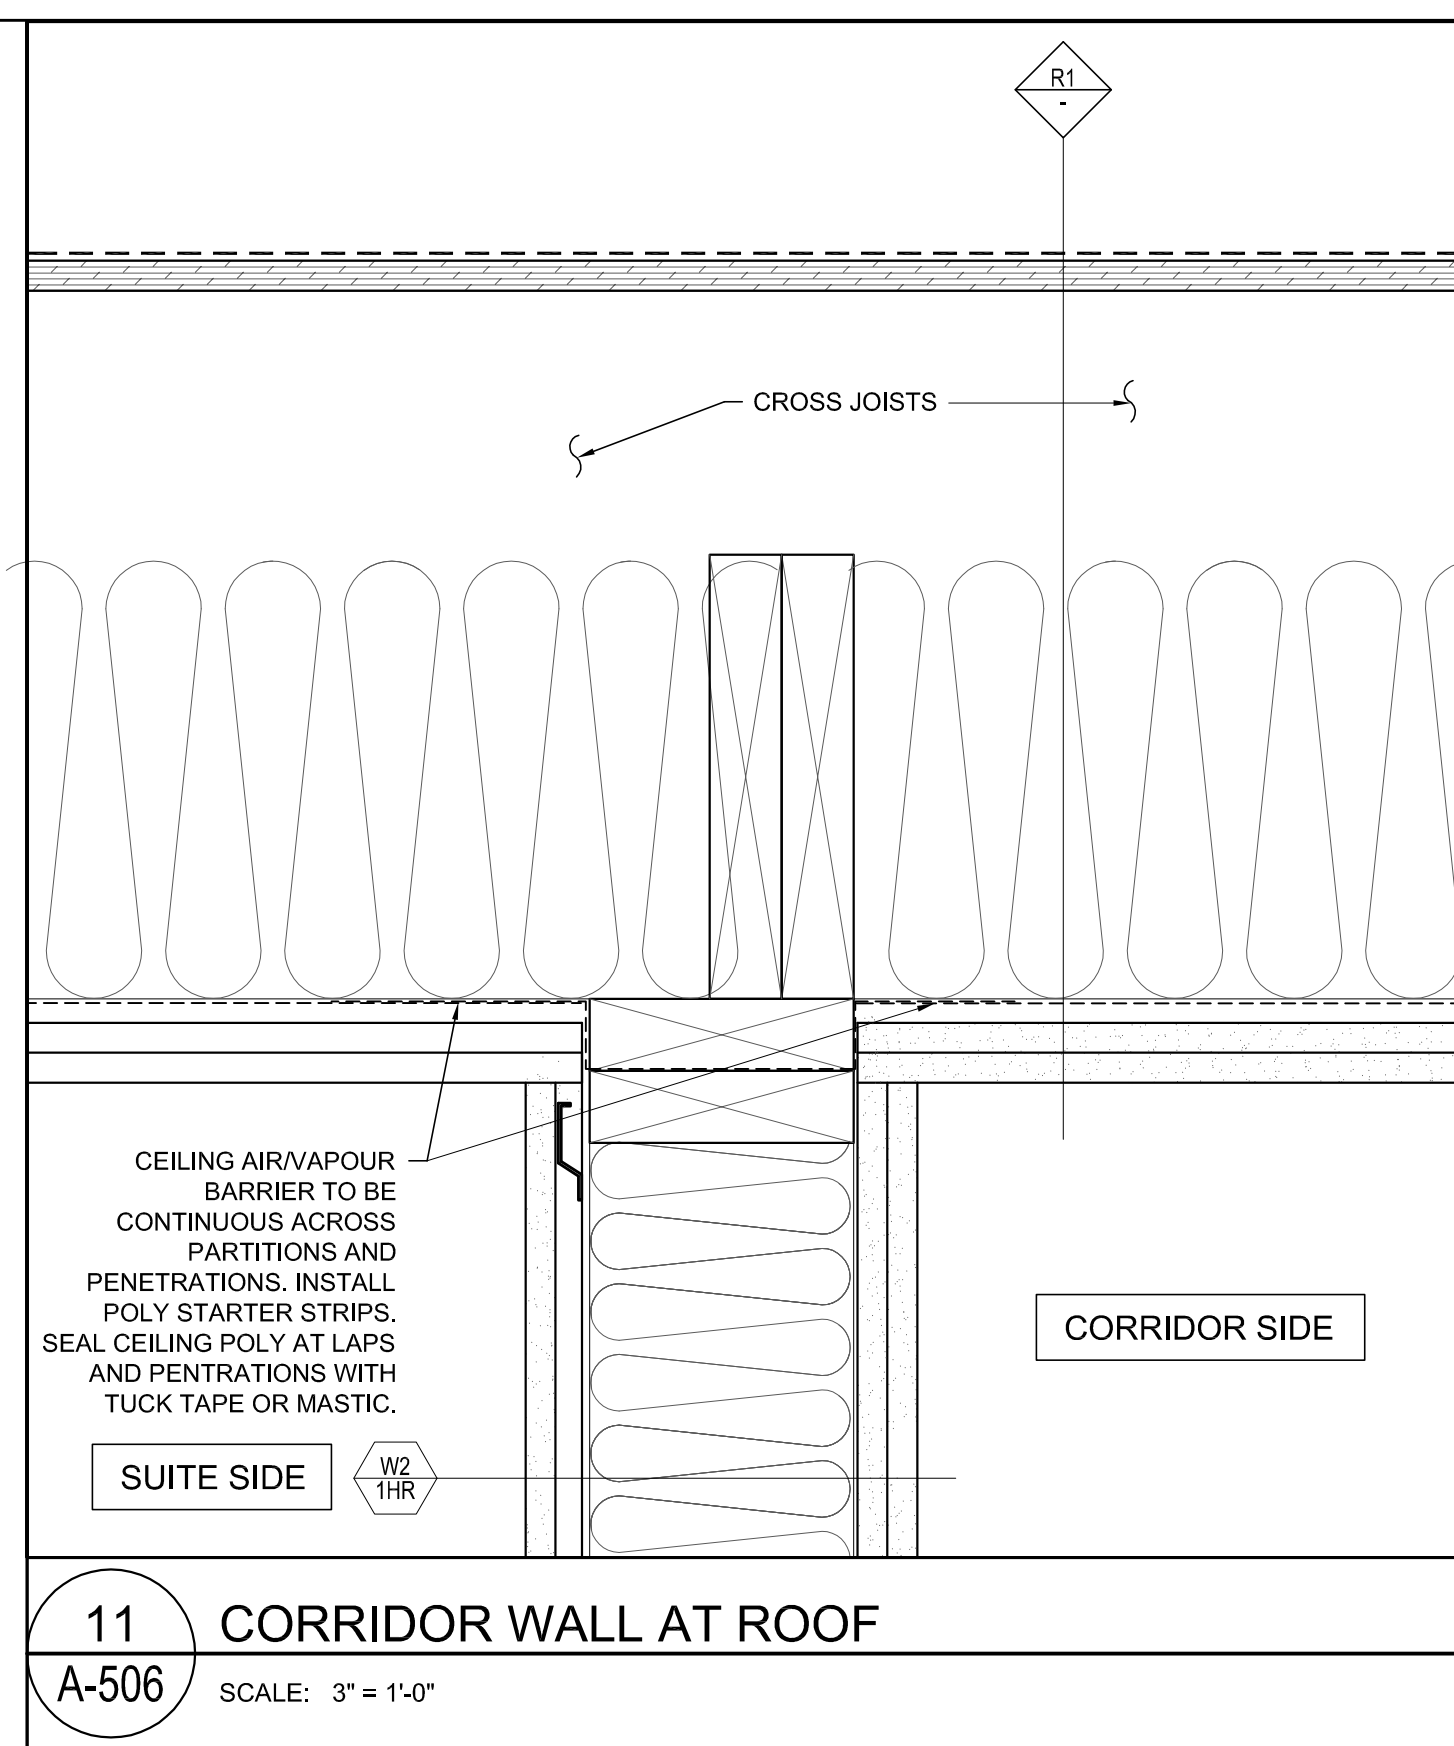 R1
-
CROSS JOISTS
CEILING AIR/VAPOUR
BARRIER TO BE
CONTINUOUS ACROSS
PARTITIONS AND
PENETRATIONS. INSTALL
POLY STARTER STRIPS.
SEAL CEILING POLY AT LAPS
AND PENTRATIONS WITH
TUCK TAPE OR MASTIC.
CORRIDOR SIDE
SUITE SIDE
W2
1HR
11
CORRIDOR WALL AT ROOF
A-506
SCALE: 3" = 1'-0"